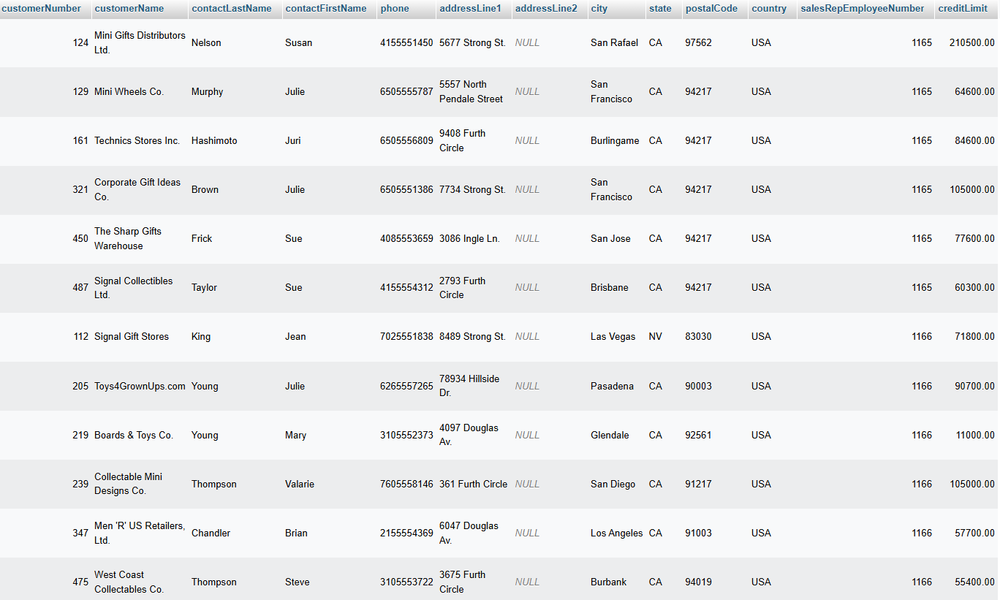 customerNumber customerName contactLastName contactFirstName phone addressLine1 addressLine2 city state postalCode country salesRepEmployeeNumber creditLimit
124 Mini Gifts Distributors Ltd. Nelson Susan 4155551450 5677 Strong St. NULL San Rafael CA 97562 USA 1165 210500.00
129 Mini Wheels Co. Murphy Julie 6505555787 5557 North Pendale Street NULL San Francisco CA 94217 USA 1165 64600.00
161 Technics Stores Inc. Hashimoto Juri 6505556809 9408 Furth Circle NULL Burlingame CA 94217 USA 1165 84600.00
321 Corporate Gift Ideas Co. Brown Julie 6505551386 7734 Strong St. NULL San Francisco CA 94217 USA 1165 105000.00
450 The Sharp Gifts Warehouse Frick Sue 4085553659 3086 Ingle Ln. NULL San Jose CA 94217 USA 1165 77600.00
487 Signal Collectibles Ltd. Taylor Sue 4155554312 2793 Furth Circle NULL Brisbane CA 94217 USA 1165 60300.00
112 Signal Gift Stores King Jean 7025551838 8489 Strong St. NULL Las Vegas NV 83030 USA 1166 71800.00
205 Toys4GrownUps.com Young Julie 6265557265 78934 Hillside Dr. NULL Pasadena CA 90003 USA 1166 90700.00
219 Boards & Toys Co. Young Mary 3105552373 4097 Douglas Av. NULL Glendale CA 92561 USA 1166 11000.00
239 Collectable Mini Designs Co. Thompson Valarie 7605558146 361 Furth Circle NULL San Diego CA 91217 USA 1166 105000.00
347 Men 'R' US Retailers, Ltd. Chandler Brian 2155554369 6047 Douglas Av. NULL Los Angeles CA 91003 USA 1166 57700.00
475 West Coast Collectables Co. Thompson Steve 3105553722 3675 Furth Circle NULL Burbank CA 94019 USA 1166 55400.00